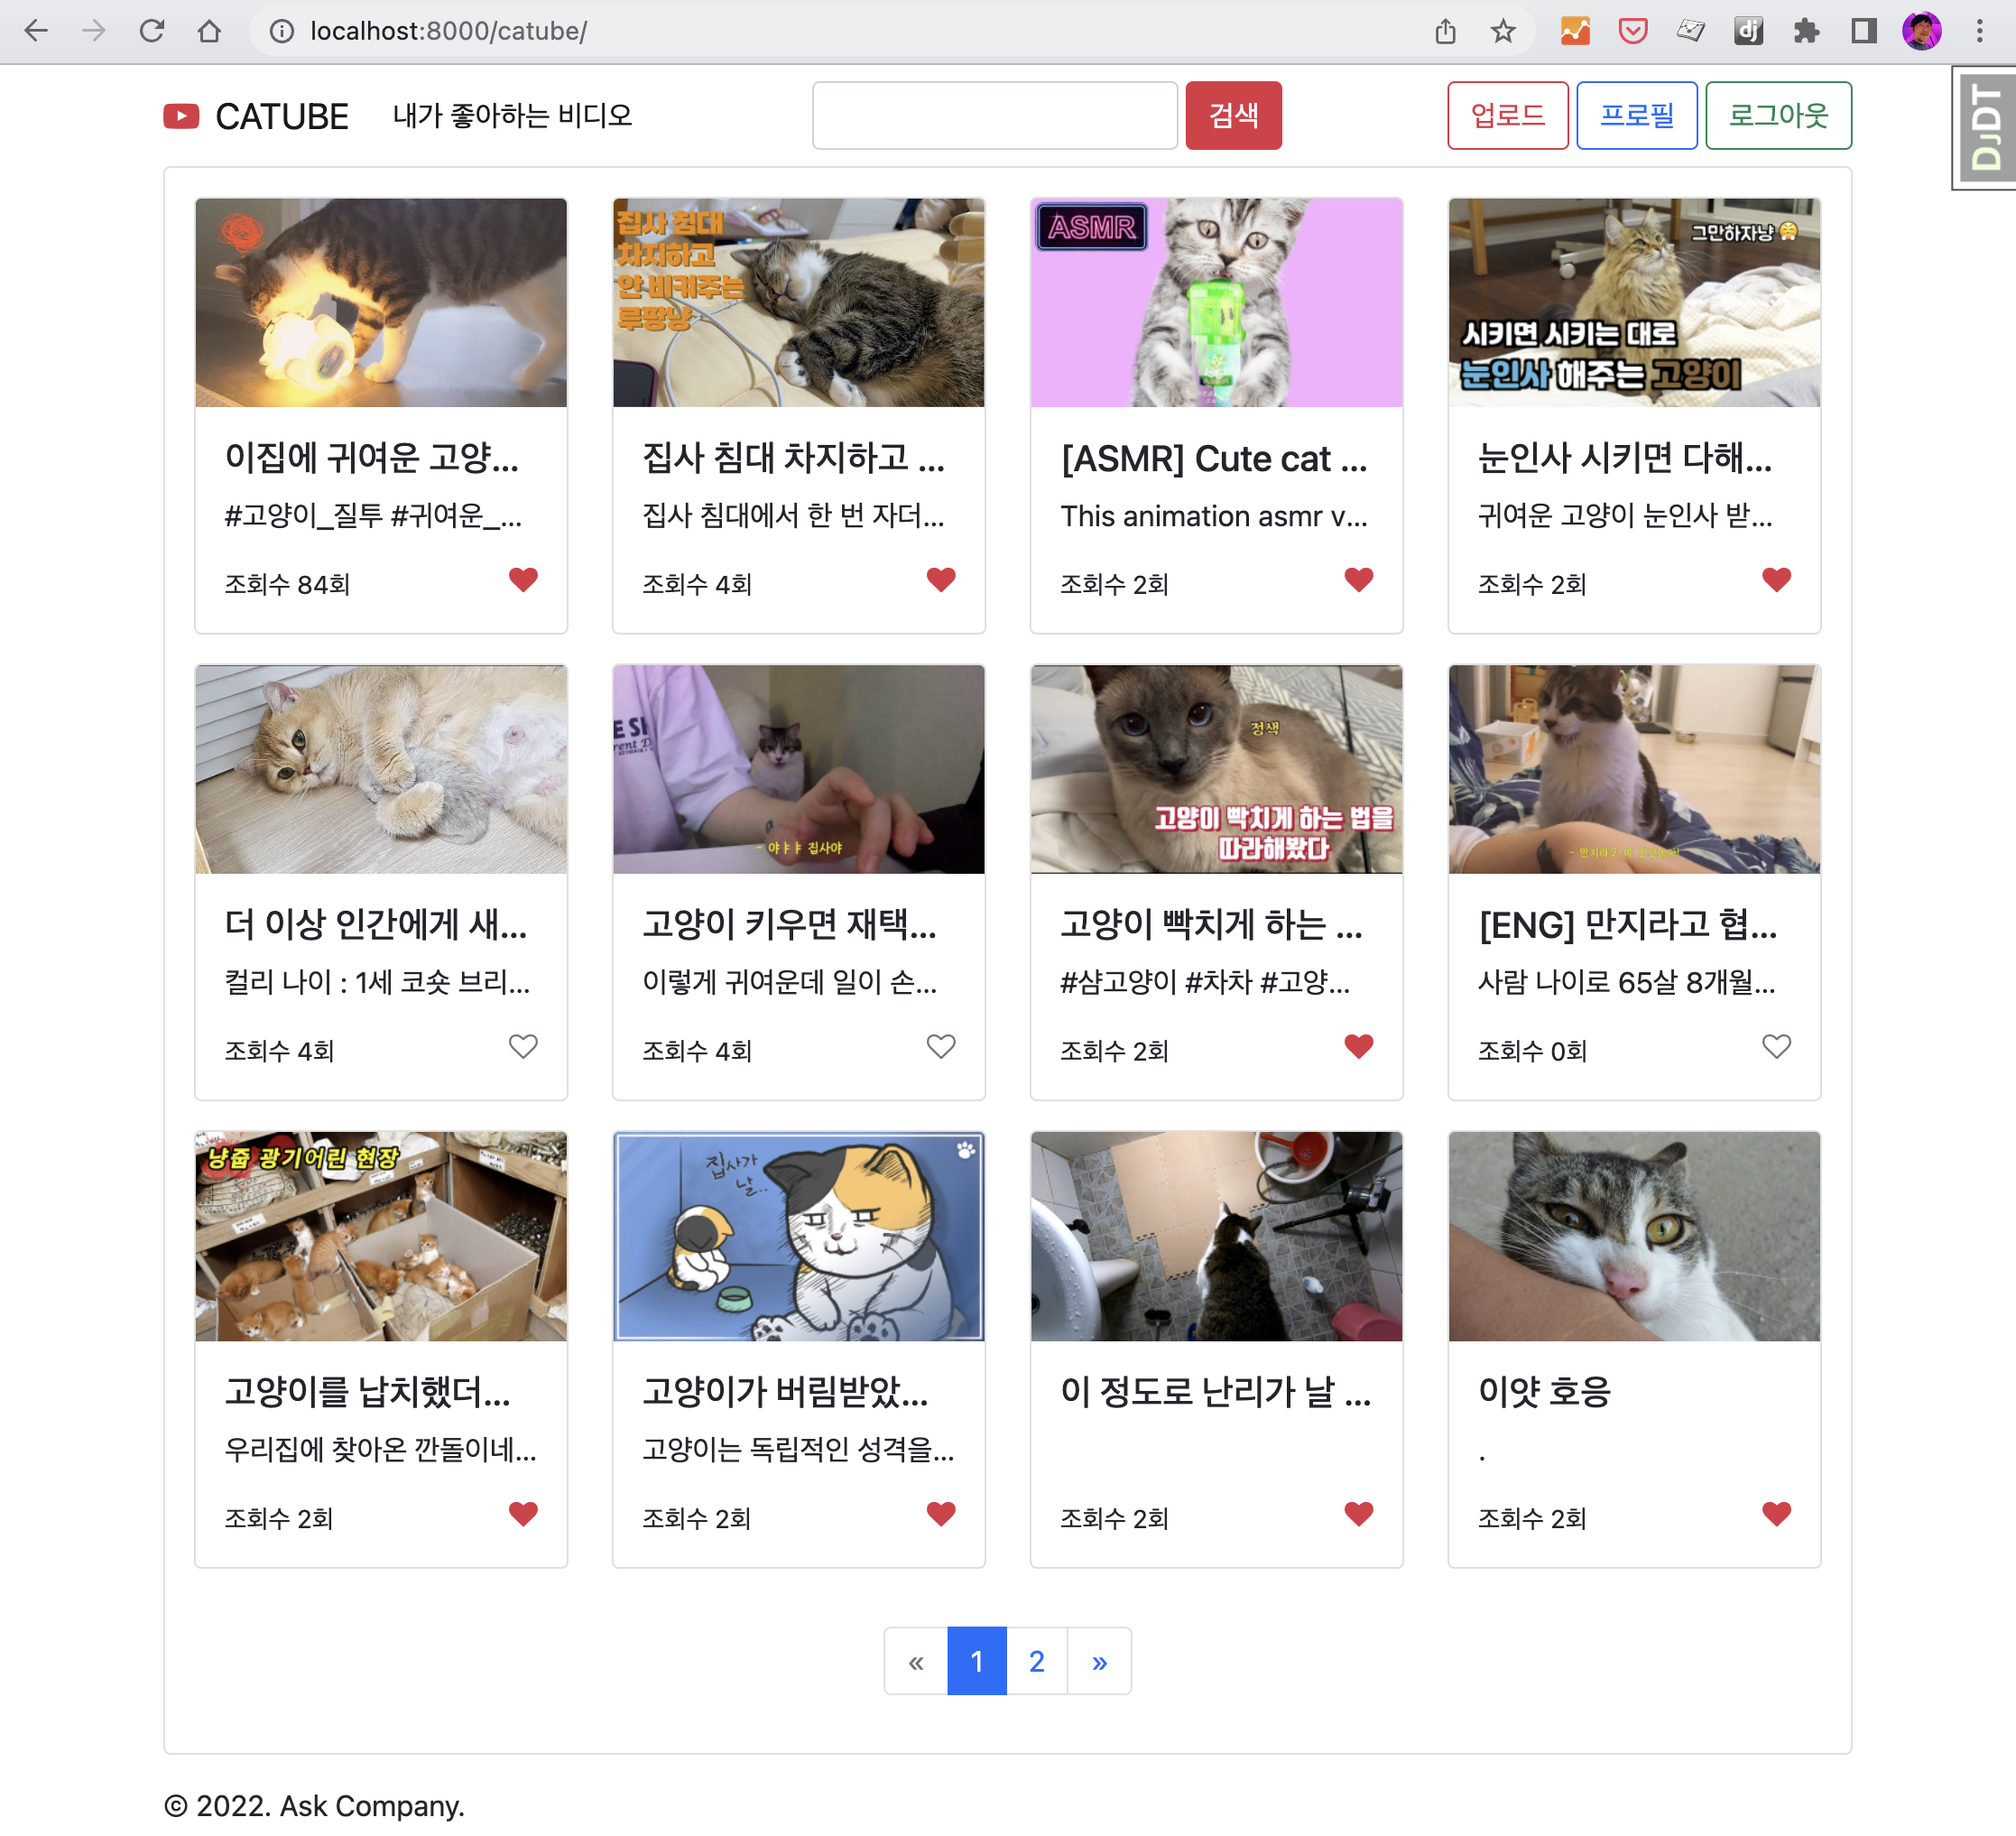 localhost:8000/catube/
CATUBE
내가 좋아하는 비디오
검색
업로드
프로필
로그아웃
DJDT
집사 침대
차지하고
안 비켜주는
루팡냥
ASMR
그만하자냥
시키면 시키는 대로
눈인사 해주는 고양이
이집에 귀여운 고양...
집사 침대 차지하고 ...
[ASMR] Cute cat ...
눈인사 시키면 다해...
#고양이_질투 #귀여운_...
집사 침대에서 한 번 자더...
This animation asmr v...
귀여운 고양이 눈인사 받...
조회수 84회
조회수 4회
조회수 2회
조회수 2회
- 야ㅑㅑ 집사야
정색
고양이 빡치게 하는 법을
따라해봤다
더 이상 인간에게 새...
고양이 키우면 재택...
고양이 빡치게 하는 ...
[ENG] 만지라고 협...
컬리 나이 : 1세 코숏 브리...
이렇게 귀여운데 일이 손...
#샴고양이 #차차 #고양...
사람 나이로 65살 8개월...
조회수 4회
조회수 4회
조회수 2회
조회수 0회
냥줍 광기어린 현장
집사가
날..
고양이를 납치했더...
고양이가 버림받았...
이 정도로 난리가 날 ...
이얏 호응
우리집에 찾아온 깐돌이네...
고양이는 독립적인 성격을...
.
조회수 2회
조회수 2회
조회수 2회
조회수 2회
« 1 2 »
© 2022. Ask Company.